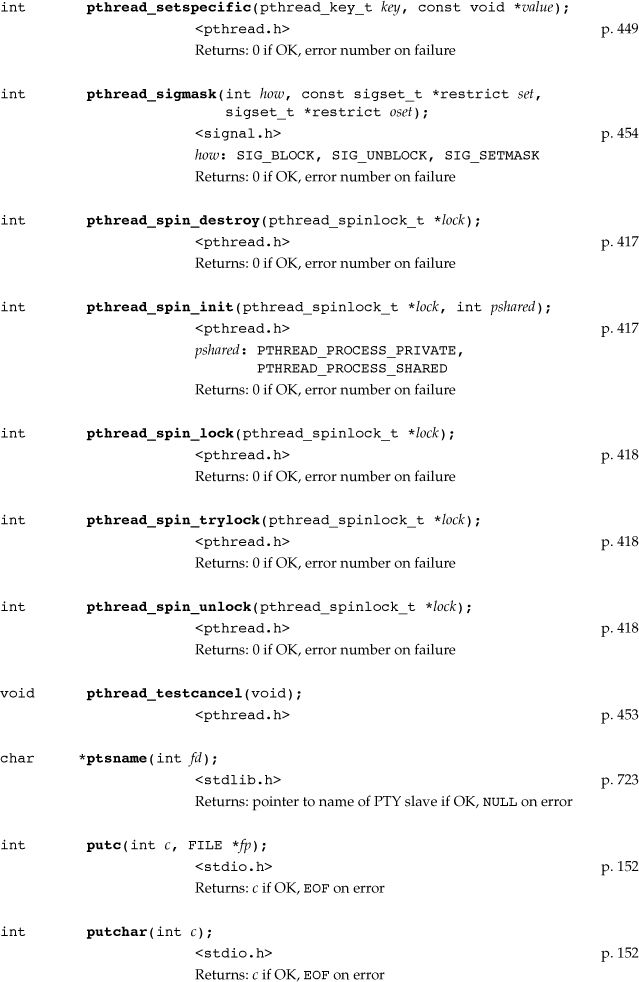 int pthread_setspecific(pthread_key_t key, const void *value);
<pthread.h> p. 449
Returns: 0 if OK, error number on failure
int pthread_sigmask(int how, const sigset_t *restrict set,
sigset_t *restrict oset);
<signal.h> p. 454
how: SIG_BLOCK, SIG_UNBLOCK, SIG_SETMASK
Returns: 0 if OK, error number on failure
int pthread_spin_destroy(pthread_spinlock_t *lock);
<pthread.h> p. 417
Returns: 0 if OK, error number on failure
int pthread_spin_init(pthread_spinlock_t *lock, int pshared);
<pthread.h> p. 417
pshared: PTHREAD_PROCESS_PRIVATE,
PTHREAD_PROCESS_SHARED
Returns: 0 if OK, error number on failure
int pthread_spin_lock(pthread_spinlock_t *lock);
<pthread.h> p. 418
Returns: 0 if OK, error number on failure
int pthread_spin_trylock(pthread_spinlock_t *lock);
<pthread.h> p. 418
Returns: 0 if OK, error number on failure
int pthread_spin_unlock(pthread_spinlock_t *lock);
<pthread.h> p. 418
Returns: 0 if OK, error number on failure
void pthread_testcancel(void);
<pthread.h> p. 453
char *ptsname(int fd);
<stdlib.h> p. 723
Returns: pointer to name of PTY slave if OK, NULL on error
int putc(int c, FILE *fp);
<stdio.h> p. 152
Returns: c if OK, EOF on error
int putchar(int c);
<stdio.h> p. 152
Returns: c if OK, EOF on error